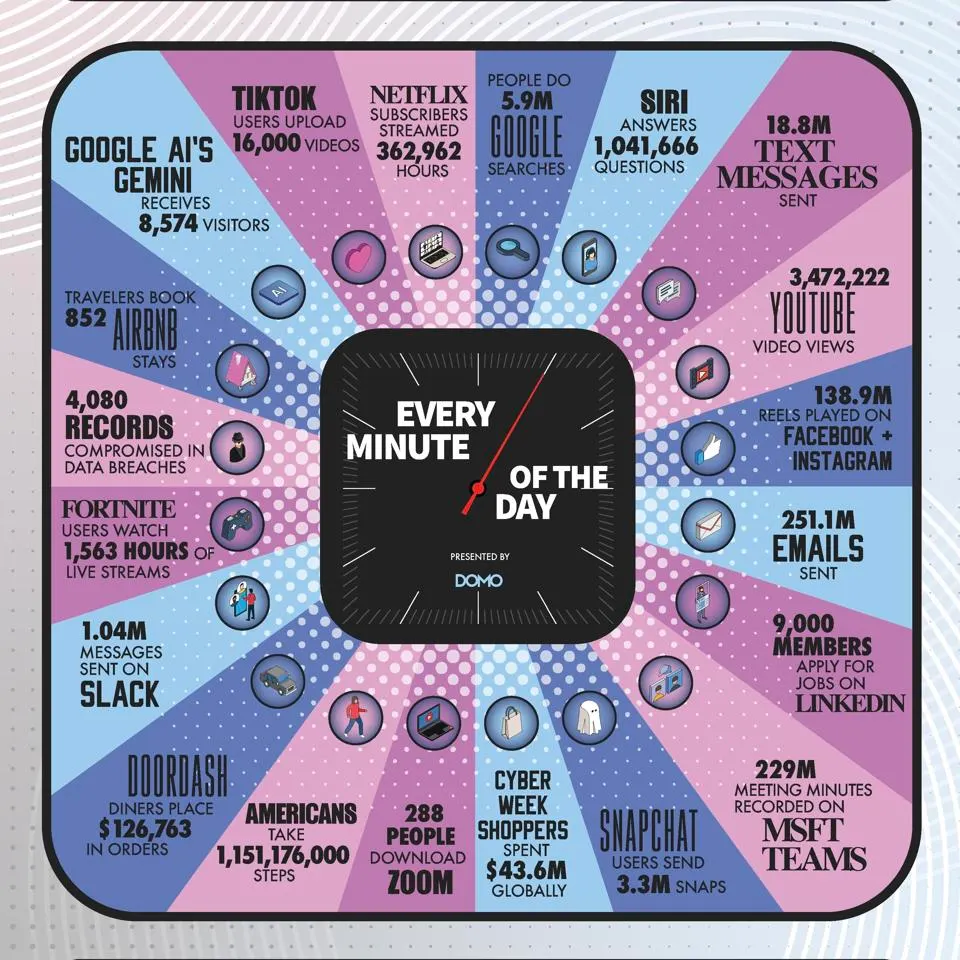 EVERY
MINUTE
OF THE
DAY
PRESENTED BY
DOMO
PEOPLE DO
5.9M
GOOGLE
SEARCHES
SIRI
ANSWERS
1,041,666
QUESTIONS
18.8M
TEXT
MESSAGES
SENT
3,472,222
YOUTUBE
VIDEO VIEWS
138.9M
REELS PLAYED ON
FACEBOOK +
INSTAGRAM
251.1M
EMAILS
SENT
9,000
MEMBERS
APPLY FOR
JOBS ON
LINKEDIN
229M
MEETING MINUTES
RECORDED ON
MSFT
TEAMS
SNAPCHAT
USERS SEND
3.3M SNAPS
CYBER
WEEK
SHOPPERS
SPENT
$43.6M
GLOBALLY
288
PEOPLE
DOWNLOAD
ZOOM
AMERICANS
TAKE
1,151,176,000
STEPS
DOORDASH
DINERS PLACE
$126,763
IN ORDERS
1.04M
MESSAGES
SENT ON
SLACK
FORTNITE
USERS WATCH
1,563 HOURS OF
LIVE STREAMS
4,080
RECORDS
COMPROMISED IN
DATA BREACHES
TRAVELERS BOOK
852 AIRBNB
STAYS
GOOGLE AI'S
GEMINI
RECEIVES
8,574 VISITORS
AI
TIKTOK
USERS UPLOAD
16,000 VIDEOS
NETFLIX
SUBSCRIBERS
STREAMED
362,962
HOURS